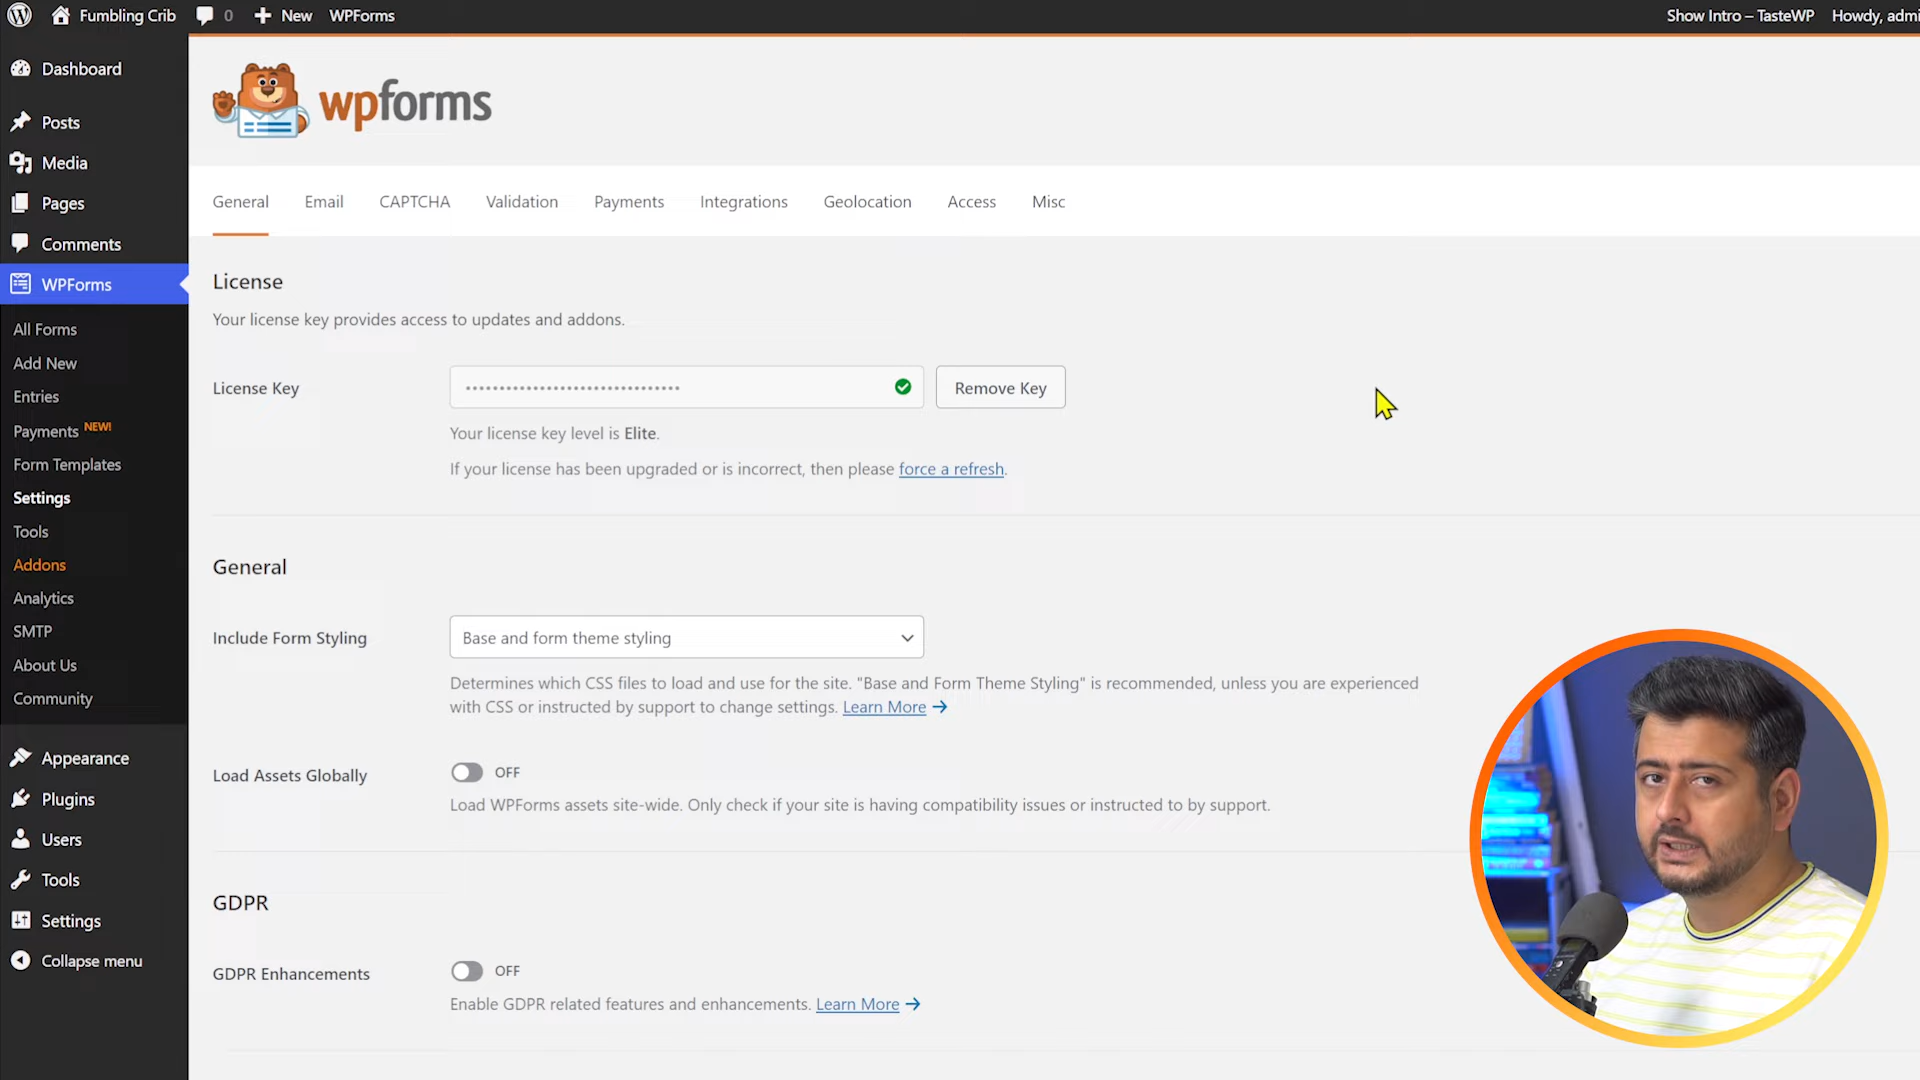 Fumbling Crib
0
New
WPForms
Show Intro – TasteWP
Howdy, admi
Dashboard
Posts
Media
Pages
Comments
WPForms
All Forms
Add New
Entries
Payments NEW!
Form Templates
Settings
Tools
Addons
Analytics
SMTP
About Us
Community
Appearance
Plugins
Users
Tools
Settings
Collapse menu
wpforms
General
Email
CAPTCHA
Validation
Payments
Integrations
Geolocation
Access
Misc
License
Your license key provides access to updates and addons.
License Key
Remove Key
Your license key level is Elite.
If your license has been upgraded or is incorrect, then please force a refresh.
General
Include Form Styling
Base and form theme styling
Determines which CSS files to load and use for the site. "Base and Form Theme Styling" is recommended, unless you are experienced
with CSS or instructed by support to change settings. Learn More →
Load Assets Globally
OFF
Load WPForms assets site-wide. Only check if your site is having compatibility issues or instructed to by support.
GDPR
GDPR Enhancements
OFF
Enable GDPR related features and enhancements. Learn More →